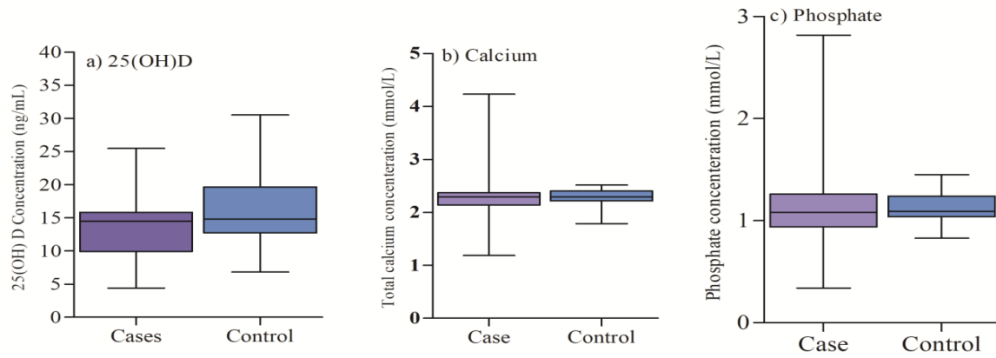 a) 25(OH)D
25(OH) D Concentration (ng/mL)
40
35
30
25
20
15
10
5
0
Cases
Control
b) Calcium
Total calcium concenteration (mmol/L)
5
4
3
2
1
0
Case
Control
c) Phosphate
Phosphate concenteration (mmol/L)
3
2
1
0
Case
Control